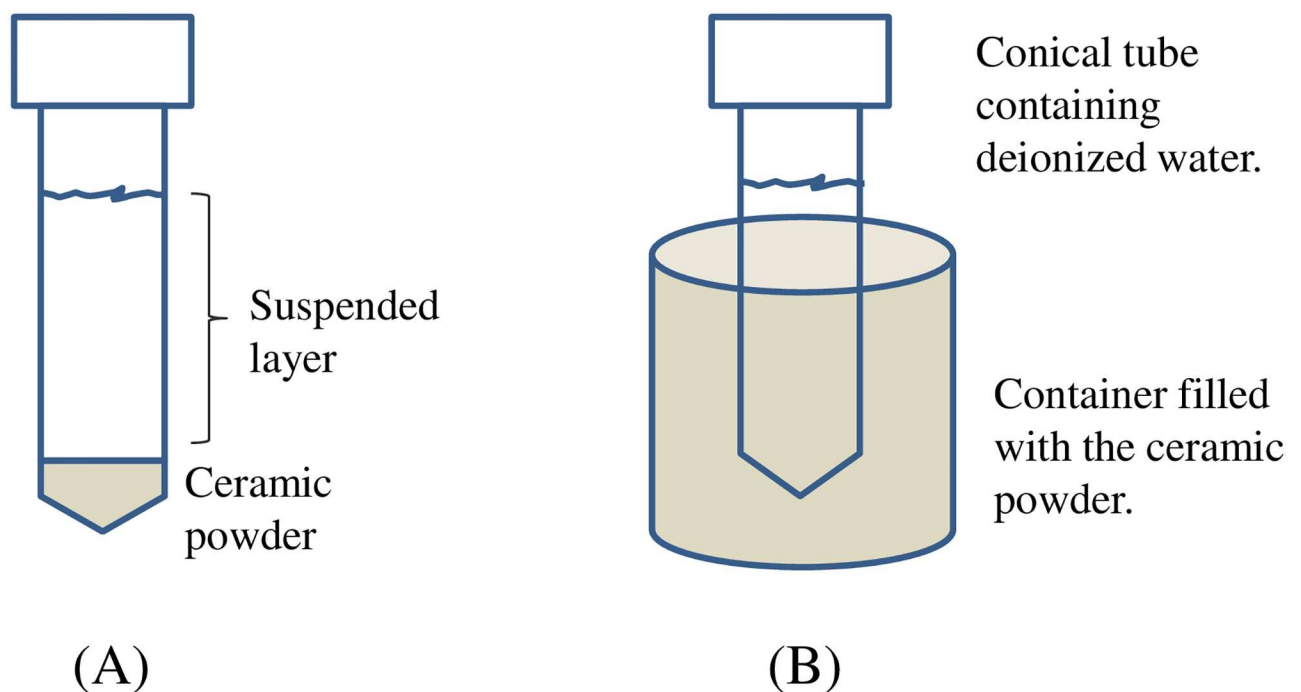 Suspended
layer
Ceramic
powder
(A)
Conical tube
containing
deionized water.
Container filled
with the ceramic
powder.
(B)